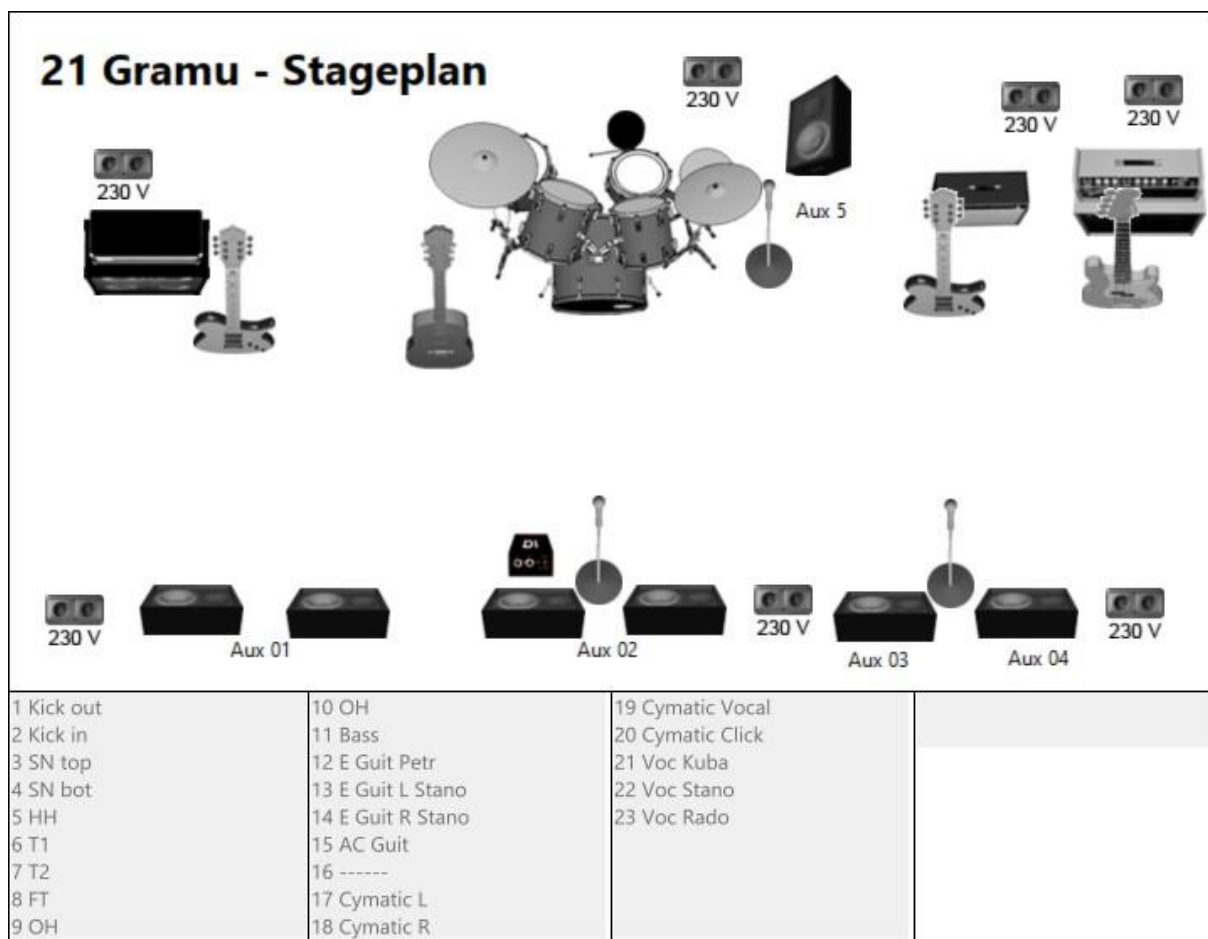 21 Gramu - Stageplan
230 V
230 V
230 V
230 V
Aux 5
DI
230 V
Aux 01
Aux 02
230 V
Aux 03
Aux 04
230 V
1 Kick out
2 Kick in
3 SN top
4 SN bot
5 HH
6 T1
7 T2
8 FT
9 OH
10 OH
11 Bass
12 E Guit Petr
13 E Guit L Stano
14 E Guit R Stano
15 AC Guit
16 ------
17 Cymatic L
18 Cymatic R
19 Cymatic Vocal
20 Cymatic Click
21 Voc Kuba
22 Voc Stano
23 Voc Rado